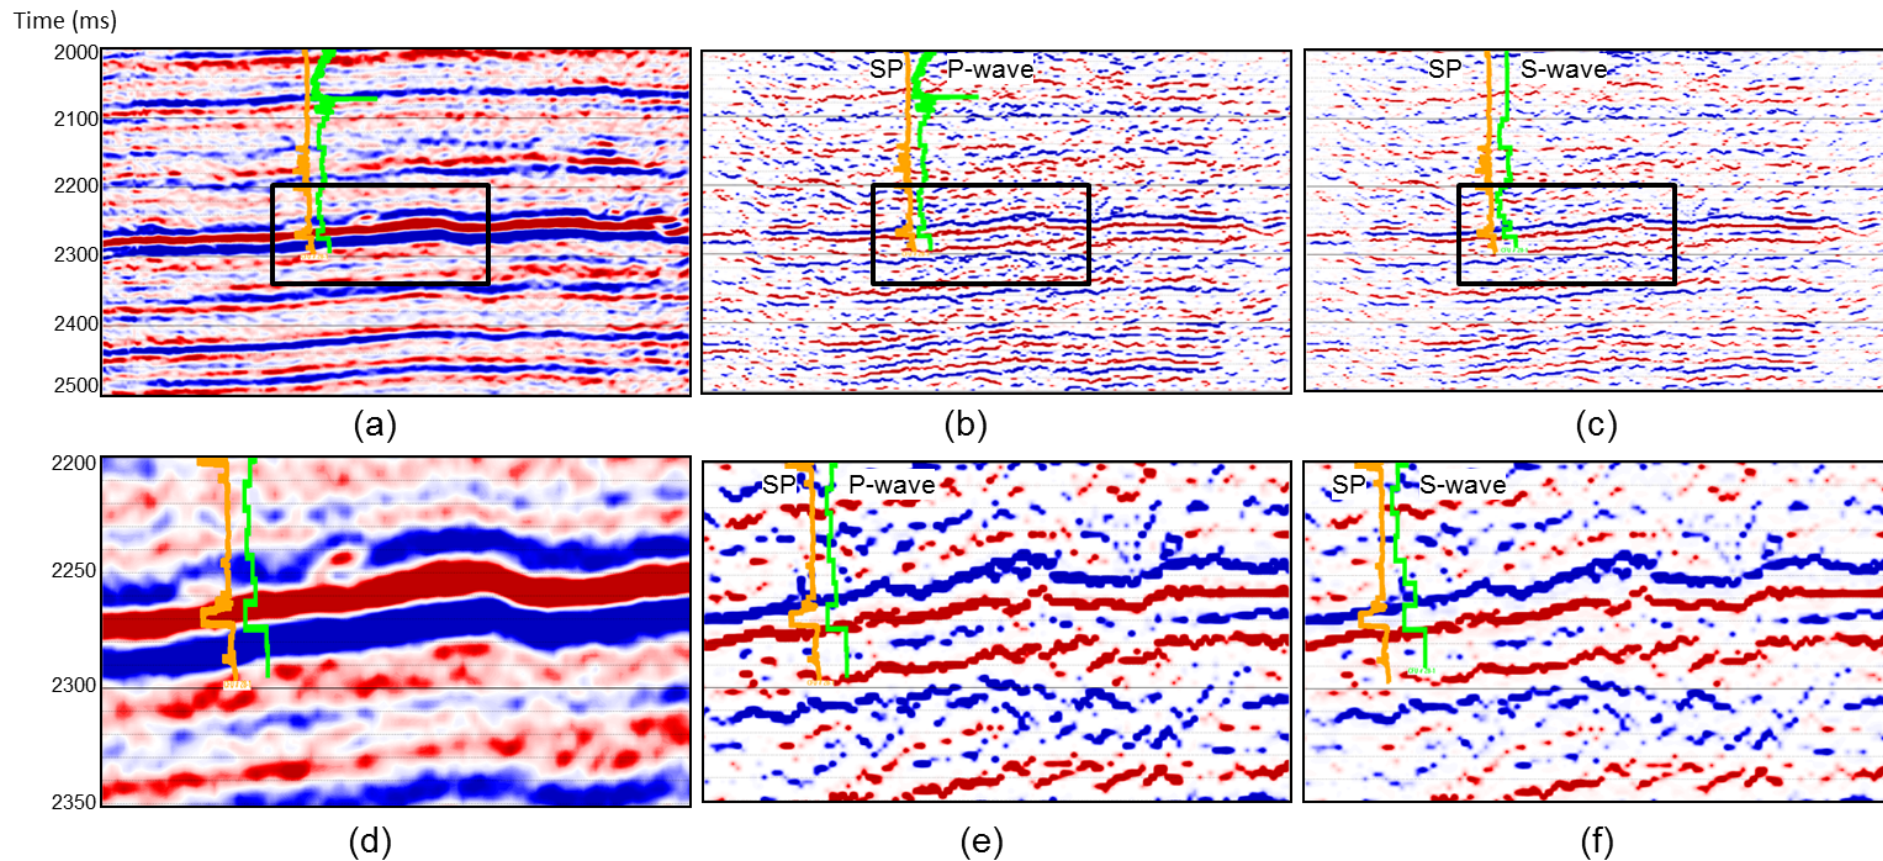 Time (ms)
2000
2100
2200
2300
2400
2500
SP P-wave
SP S-wave
(a)
(b)
(c)
2200
2250
2300
2350
SP P-wave
SP S-wave
(d)
(e)
(f)